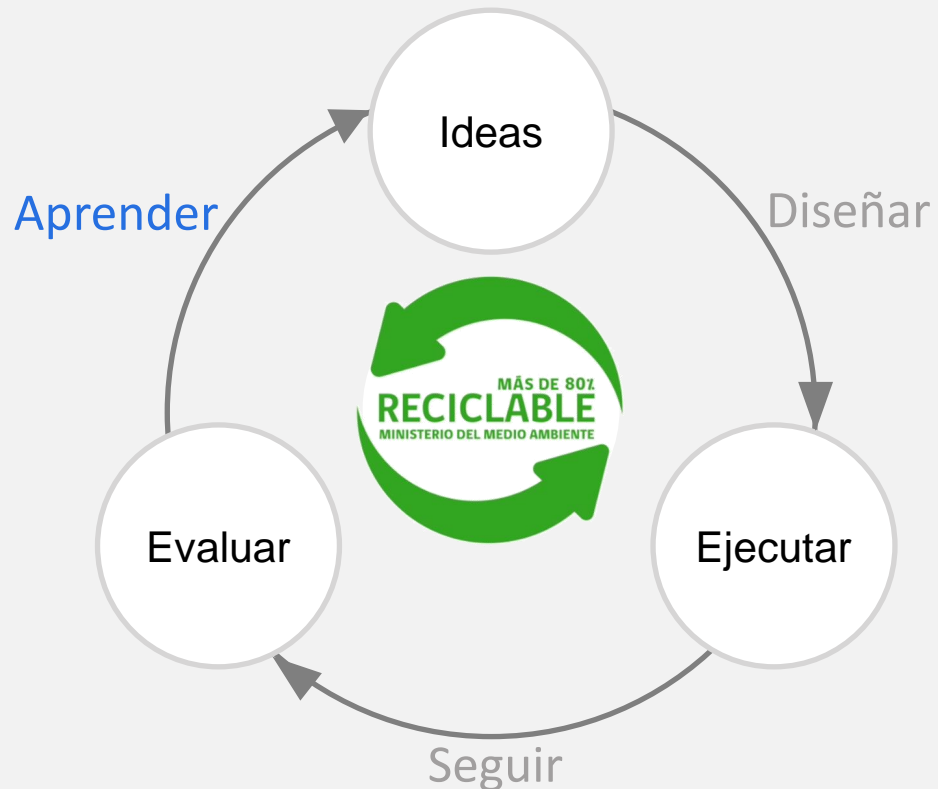 Ideas
Aprender
Diseñar
MÁS DE 80%
RECICLABLE
MINISTERIO DEL MEDIO AMBIENTE
Evaluar
Ejecutar
Seguir